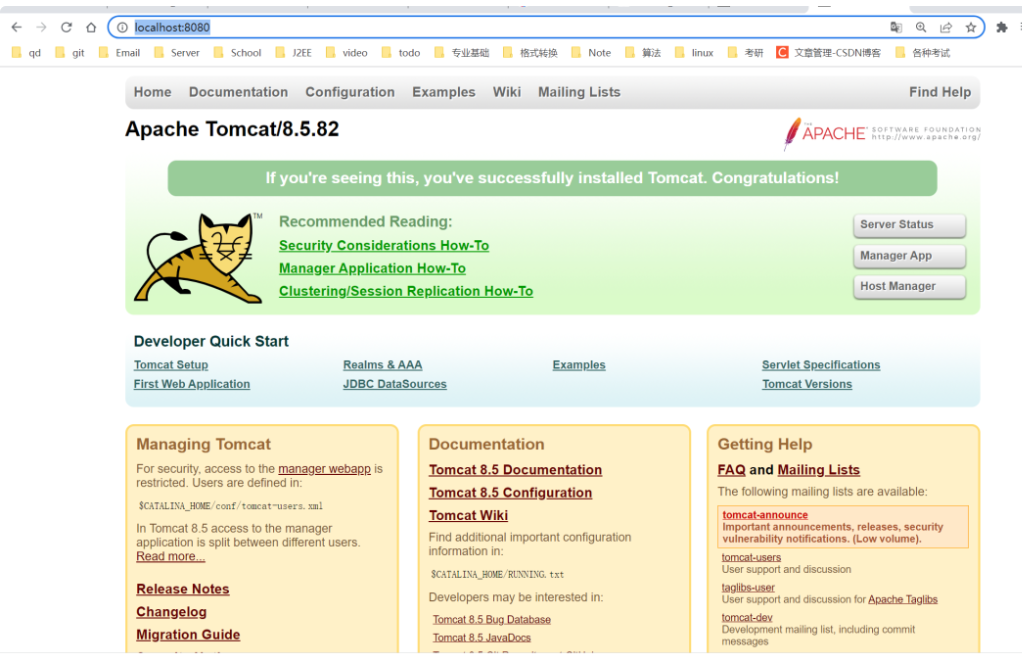 localhost:8080
qd git Email Server School J2EE video todo 专业基础 格式转换 Note 算法 linux 考研 C 文章管理-CSDN博客 各种考试
Home Documentation Configuration Examples Wiki Mailing Lists Find Help
Apache Tomcat/8.5.82
THE APACHE SOFTWARE FOUNDATION
http://www.apache.org/
If you're seeing this, you've successfully installed Tomcat. Congratulations!
TM
Recommended Reading:
Security Considerations How-To
Manager Application How-To
Clustering/Session Replication How-To
Server Status
Manager App
Host Manager
Developer Quick Start
Tomcat Setup Realms & AAA Examples Servlet Specifications
First Web Application JDBC DataSources Tomcat Versions
Managing Tomcat
For security, access to the manager webapp is
restricted. Users are defined in:
$CATALINA_HOME/conf/tomcat-users.xml
In Tomcat 8.5 access to the manager
application is split between different users.
Read more...
Release Notes
Changelog
Migration Guide
Documentation
Tomcat 8.5 Documentation
Tomcat 8.5 Configuration
Tomcat Wiki
Find additional important configuration
information in:
$CATALINA_HOME/RUNNING.txt
Developers may be interested in:
Tomcat 8.5 Bug Database
Tomcat 8.5 JavaDocs
Getting Help
FAQ and Mailing Lists
The following mailing lists are available:
tomcat-announce
Important announcements, releases, security
vulnerability notifications. (Low volume).
tomcat-users
User support and discussion
taglibs-user
User support and discussion for Apache Taglibs
tomcat-dev
Development mailing list, including commit
messages